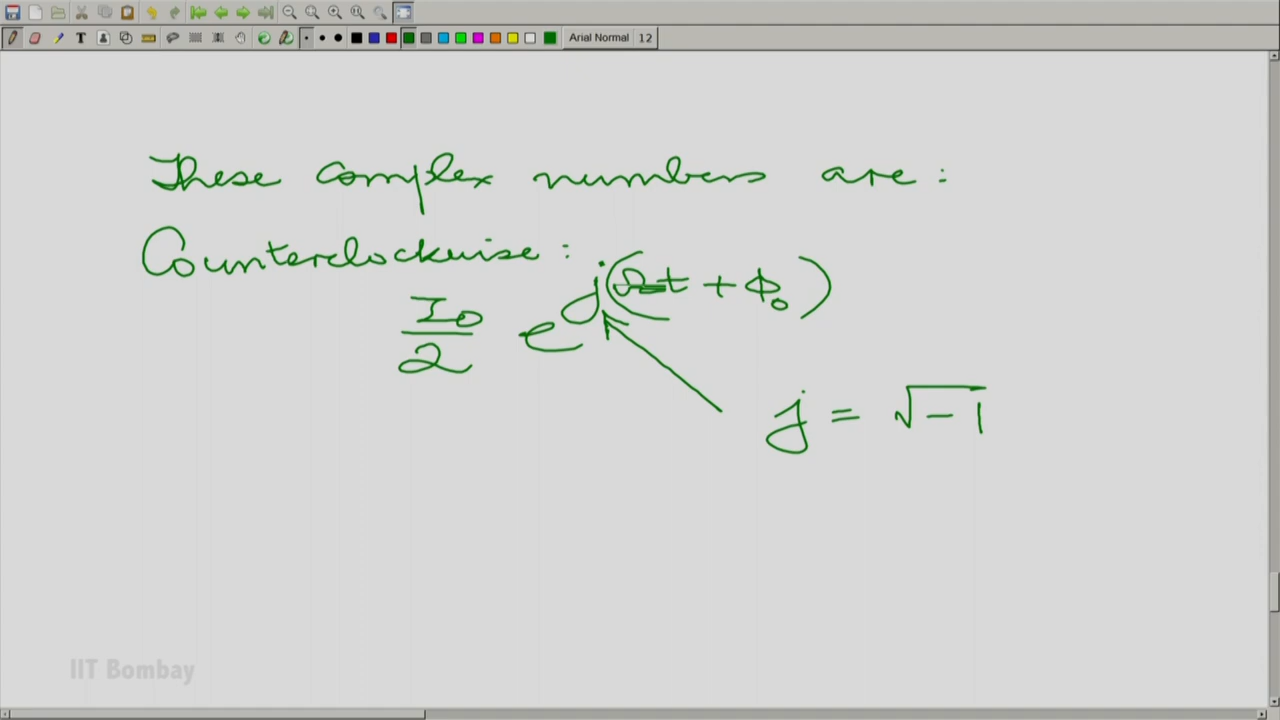 Arial Normal 12
These complex numbers are:
Counterclockwise:
I₀/2 e^j(Ωt + Φ₀)
j = √-1
IIT Bombay